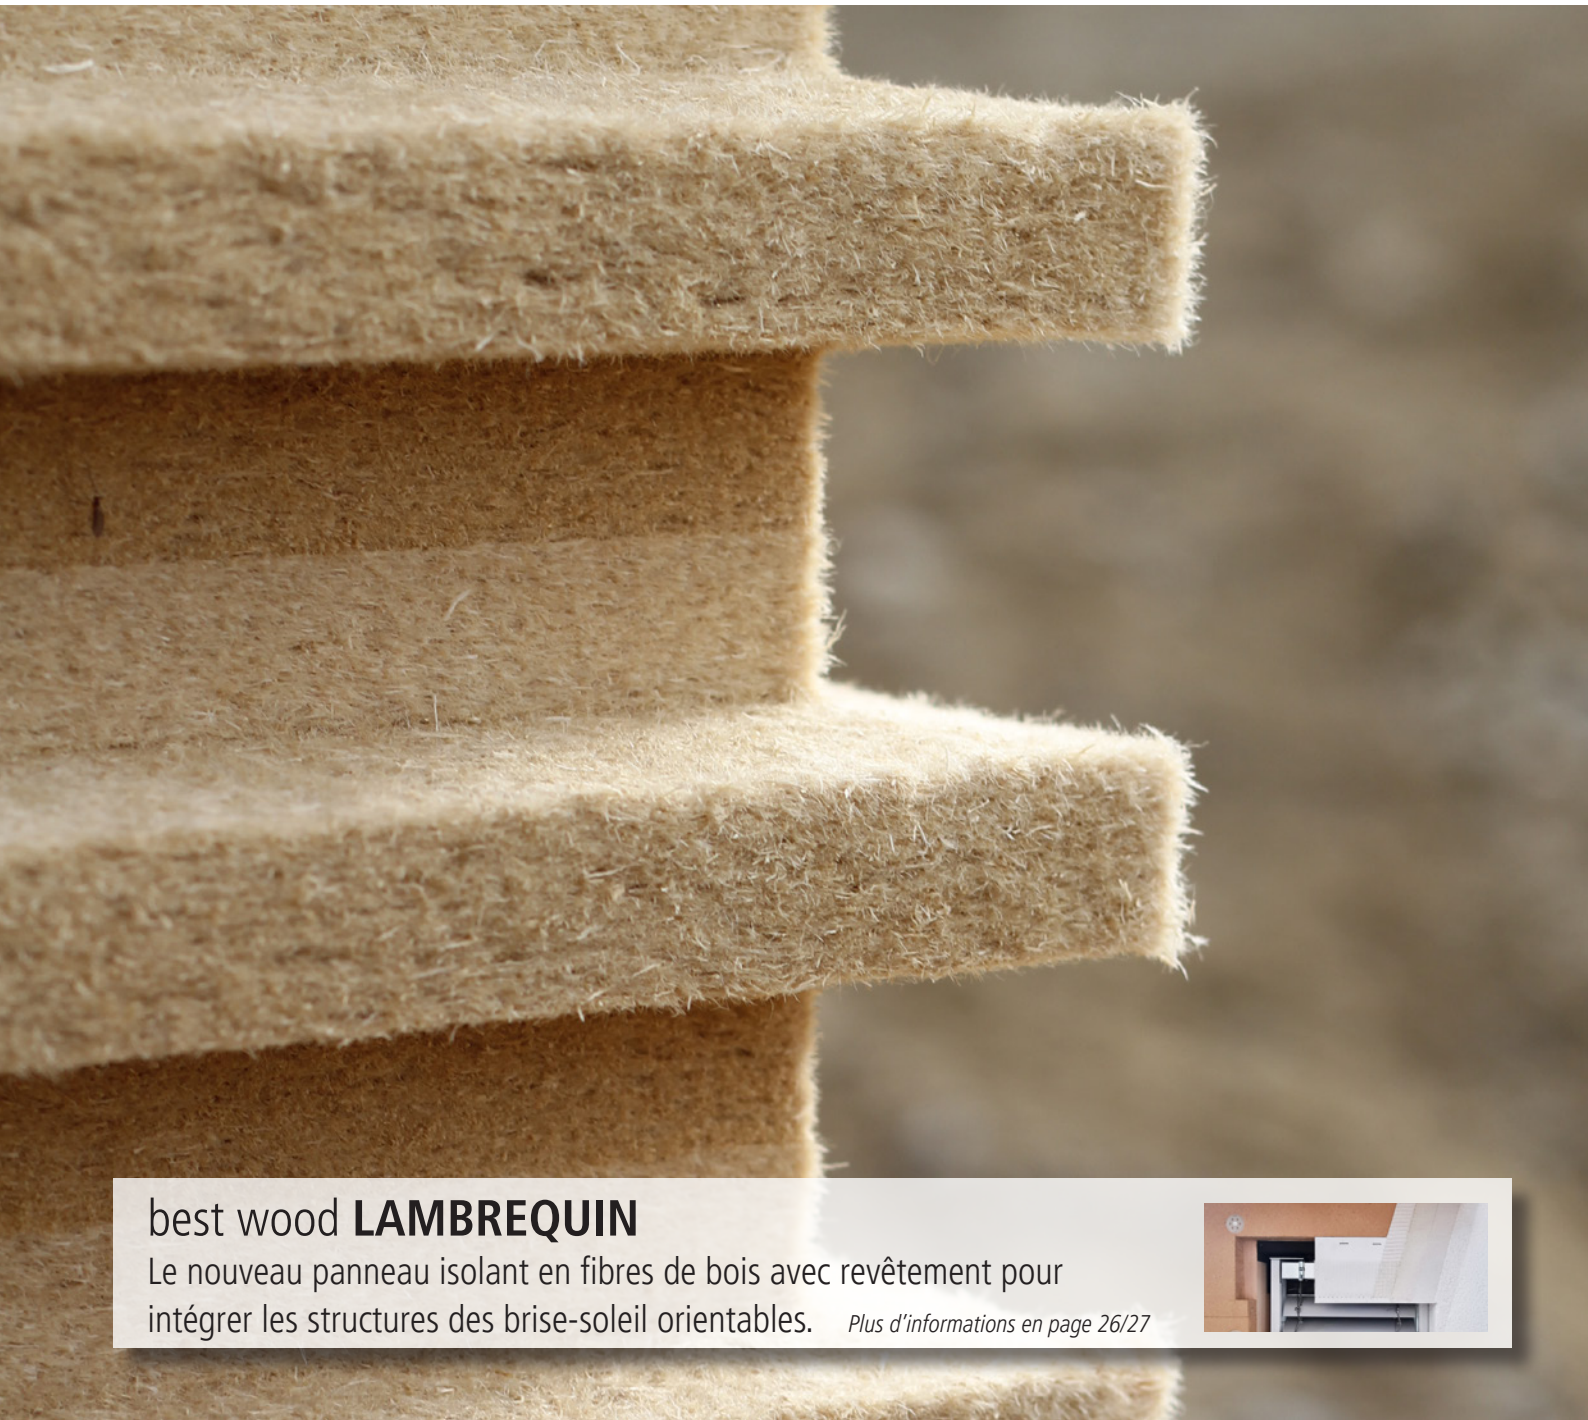 best wood LAMBREQUIN
Le nouveau panneau isolant en fibres de bois avec revêtement pour
intégrer les structures des brise-soleil orientables. Plus d'informations en page 26/27